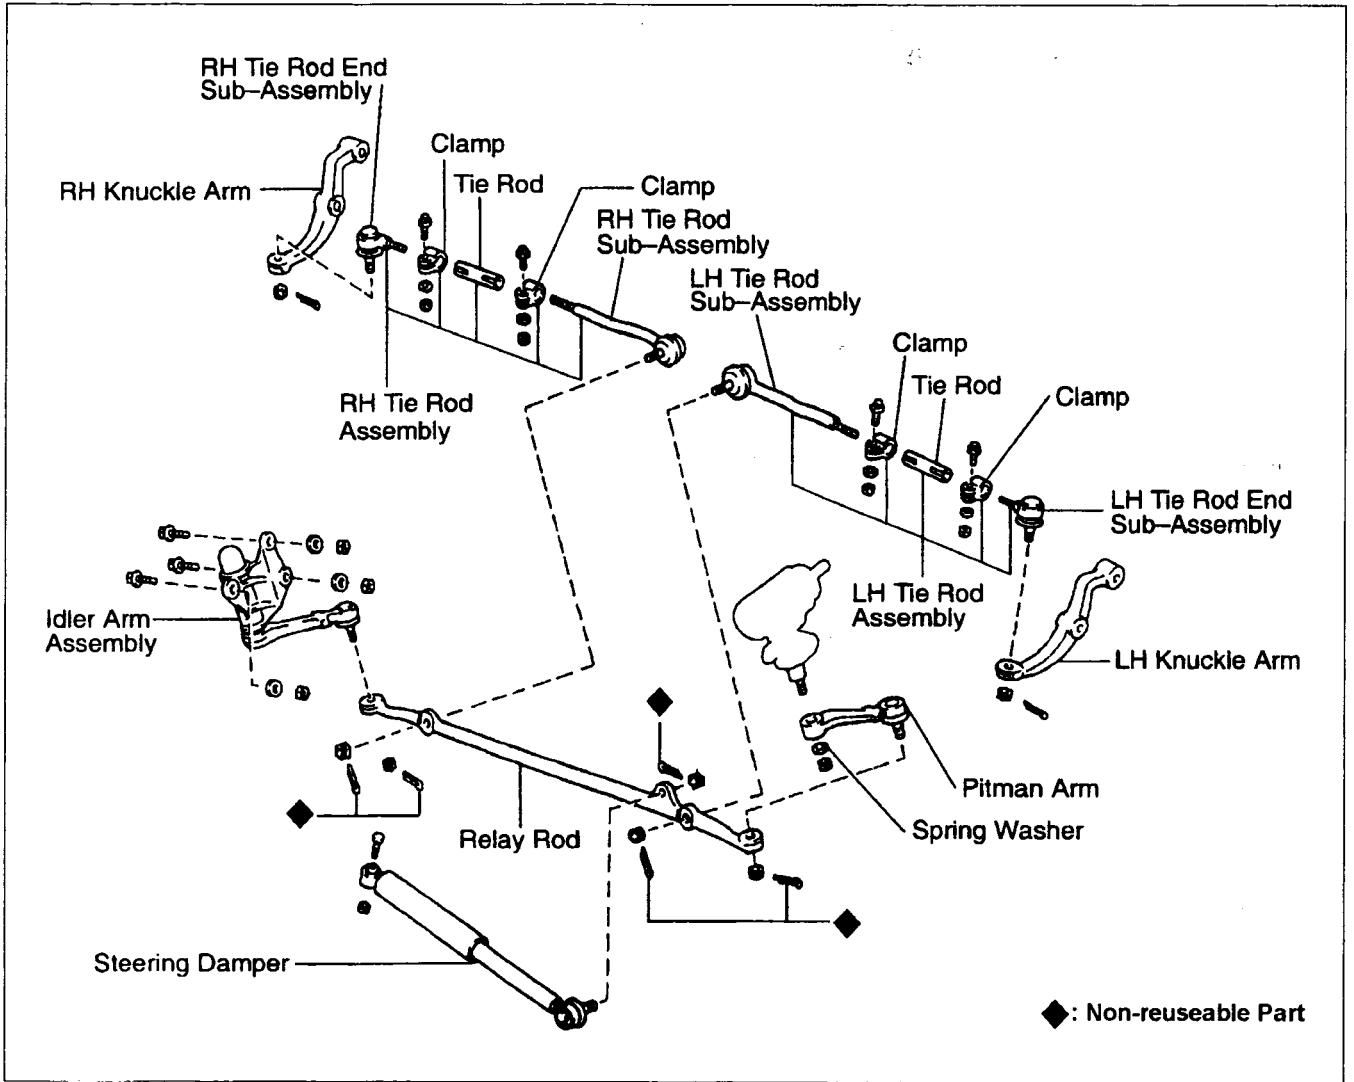 RH Tie Rod End
Sub–Assembly
Clamp
RH Knuckle Arm
Tie Rod
Clamp
RH Tie Rod
Sub–Assembly
LH Tie Rod
Sub–Assembly
Clamp
Tie Rod
Clamp
RH Tie Rod
Assembly
LH Tie Rod End
Sub–Assembly
LH Tie Rod
Assembly
Idler Arm
Assembly
LH Knuckle Arm
Pitman Arm
Spring Washer
Relay Rod
Steering Damper
◆: Non-reuseable Part